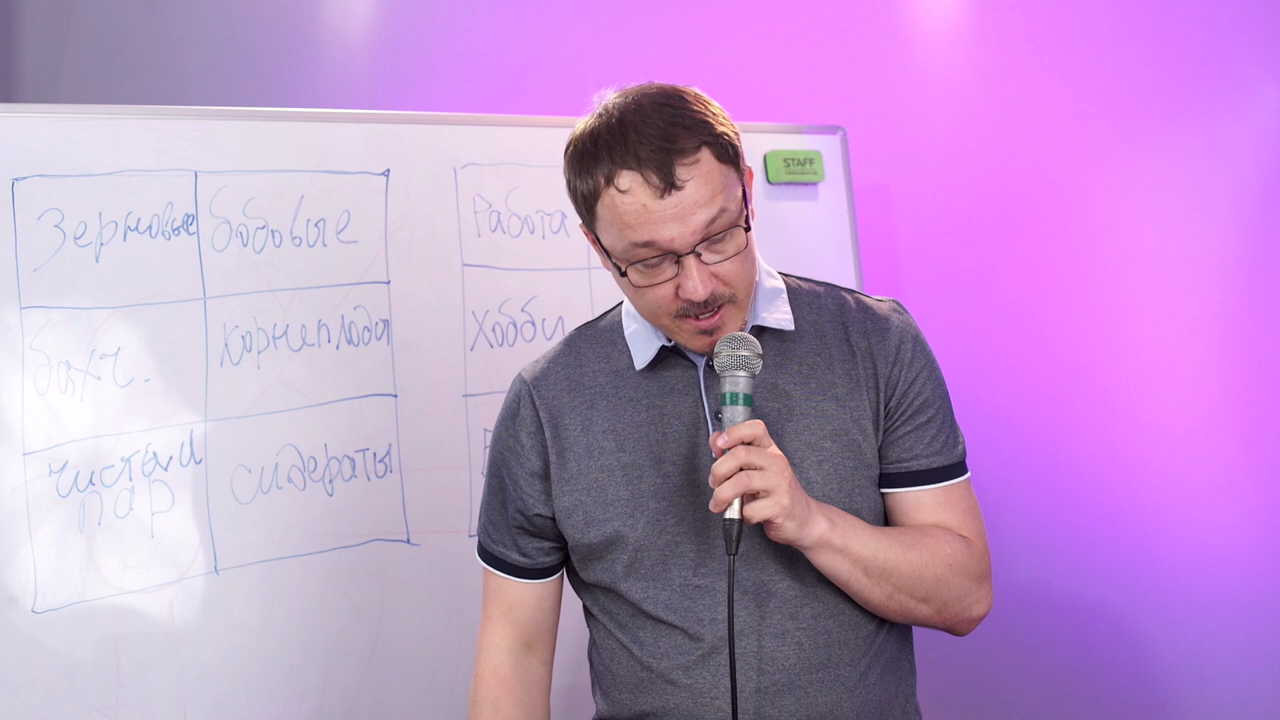 Зерновые
бобовые
бахч.
корнеплоды
чистый
пар
сидераты
Работа
Хобби
STAFF